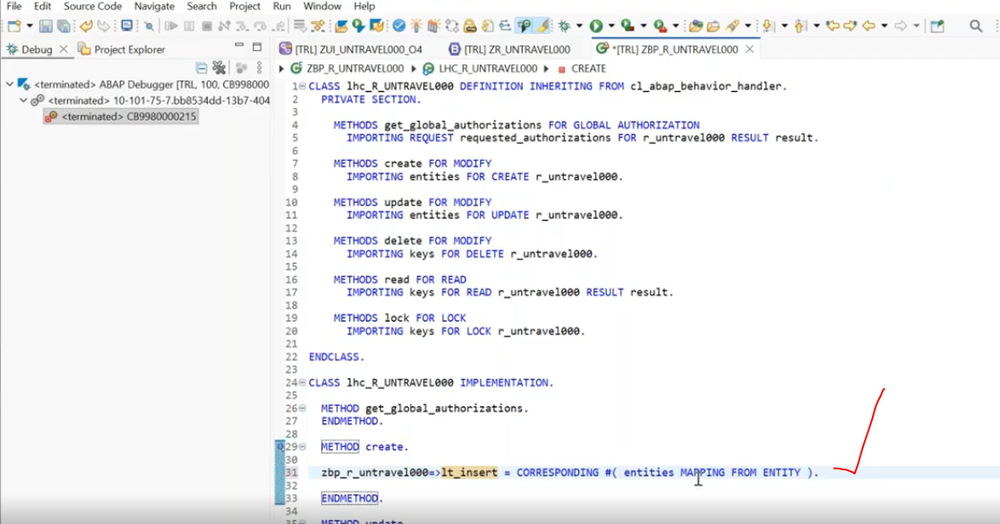 File Edit Source Code Navigate Search Project Run Window Help
Debug Project Explorer
<terminated> ABAP Debugger [TRL, 100, CB998000
<terminated> 10-101-75-7.bb8534dd-13b7-404
<terminated> CB9980000215
[TRL] ZUI_UNTRAVEL000_O4 [TRL] ZR_UNTRAVEL000 *[TRL] ZBP_R_UNTRAVEL000
ZBP_R_UNTRAVEL000 LHC_R_UNTRAVEL000 CREATE
1 CLASS lhc_R_UNTRAVEL000 DEFINITION INHERITING FROM cl_abap_behavior_handler.
2 PRIVATE SECTION.
3
4 METHODS get_global_authorizations FOR GLOBAL AUTHORIZATION
5 IMPORTING REQUEST requested_authorizations FOR r_untravel000 RESULT result.
6
7 METHODS create FOR MODIFY
8 IMPORTING entities FOR CREATE r_untravel000.
9
10 METHODS update FOR MODIFY
11 IMPORTING entities FOR UPDATE r_untravel000.
12
13 METHODS delete FOR MODIFY
14 IMPORTING keys FOR DELETE r_untravel000.
15
16 METHODS read FOR READ
17 IMPORTING keys FOR READ r_untravel000 RESULT result.
18
19 METHODS lock FOR LOCK
20 IMPORTING keys FOR LOCK r_untravel000.
21
22 ENDCLASS.
23
24 CLASS lhc_R_UNTRAVEL000 IMPLEMENTATION.
25
26 METHOD get_global_authorizations.
27 ENDMETHOD.
28
29 METHOD create.
30
31 zbp_r_untravel000=>lt_insert = CORRESPONDING #( entities MAPPING FROM ENTITY ).
32
33 ENDMETHOD.
34
35 METHOD update